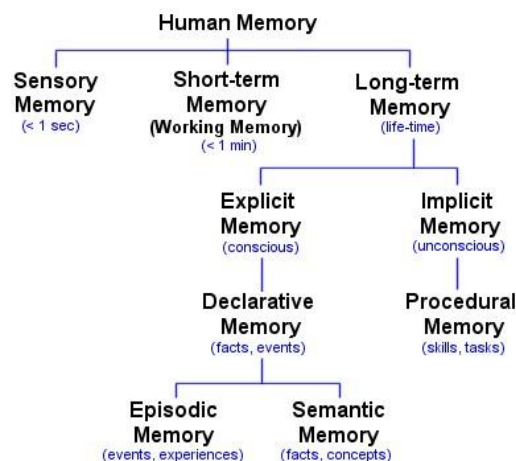 Human Memory
Sensory
Memory
(< 1 sec)
Short-term
Memory
(Working Memory)
(< 1 min)
Long-term
Memory
(life-time)
Explicit
Memory
(conscious)
Implicit
Memory
(unconscious)
Declarative
Memory
(facts, events)
Procedural
Memory
(skills, tasks)
Episodic
Memory
(events, experiences)
Semantic
Memory
(facts, concepts)